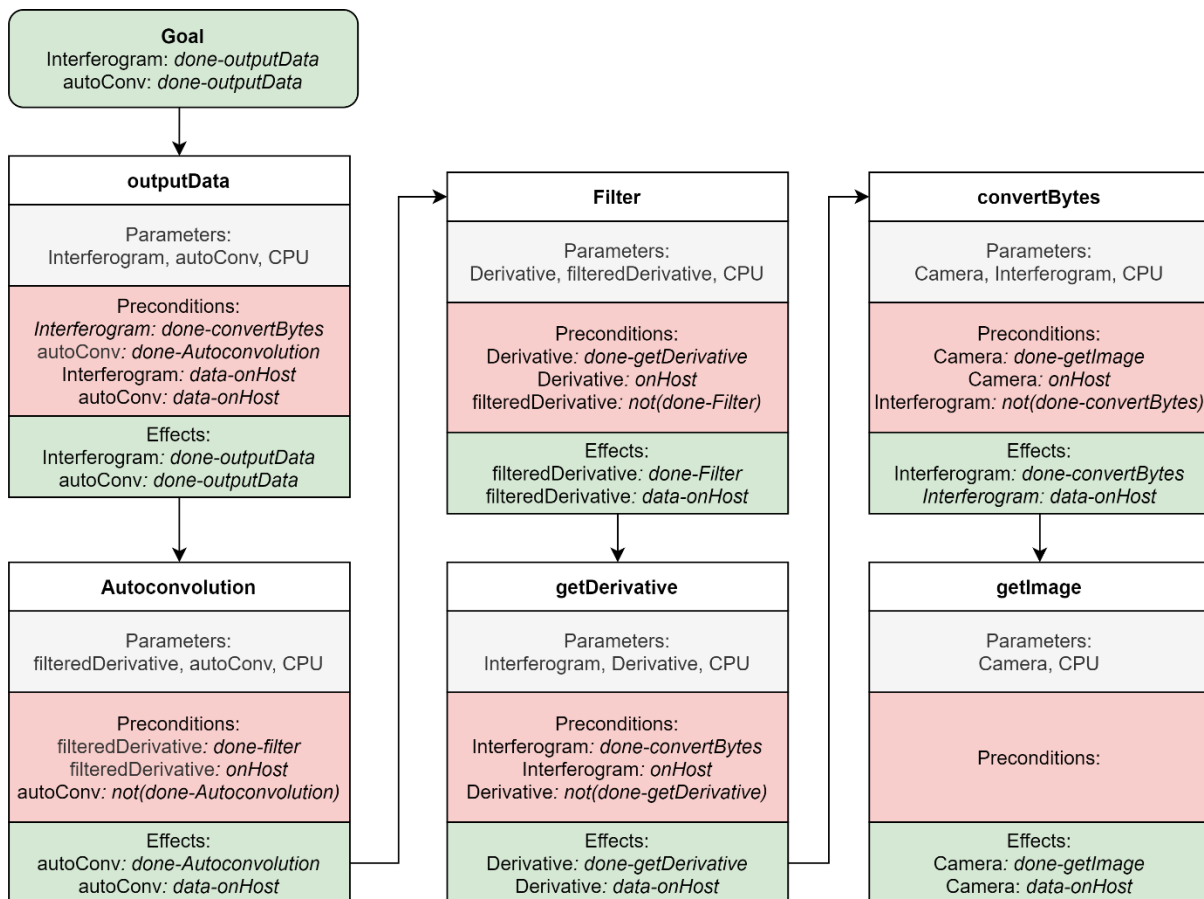 Goal
Interferogram: done-outputData
autoConv: done-outputData
outputData
Parameters:
Interferogram, autoConv, CPU
Preconditions:
Interferogram: done-convertBytes
autoConv: done-Autoconvolution
Interferogram: data-onHost
autoConv: data-onHost
Effects:
Interferogram: done-outputData
autoConv: done-outputData
Autoconvolution
Parameters:
filteredDerivative, autoConv, CPU
Preconditions:
filteredDerivative: done-filter
filteredDerivative: onHost
autoConv: not(done-Autoconvolution)
Effects:
autoConv: done-Autoconvolution
autoConv: data-onHost
Filter
Parameters:
Derivative, filteredDerivative, CPU
Preconditions:
Derivative: done-getDerivative
Derivative: onHost
filteredDerivative: not(done-Filter)
Effects:
filteredDerivative: done-Filter
filteredDerivative: data-onHost
getDerivative
Parameters:
Interferogram, Derivative, CPU
Preconditions:
Interferogram: done-convertBytes
Interferogram: onHost
Derivative: not(done-getDerivative)
Effects:
Derivative: done-getDerivative
Derivative: data-onHost
convertBytes
Parameters:
Camera, Interferogram, CPU
Preconditions:
Camera: done-getImage
Camera: onHost
Interferogram: not(done-convertBytes)
Effects:
Interferogram: done-convertBytes
Interferogram: data-onHost
getImage
Parameters:
Camera, CPU
Preconditions:
Effects:
Camera: done-getImage
Camera: data-onHost